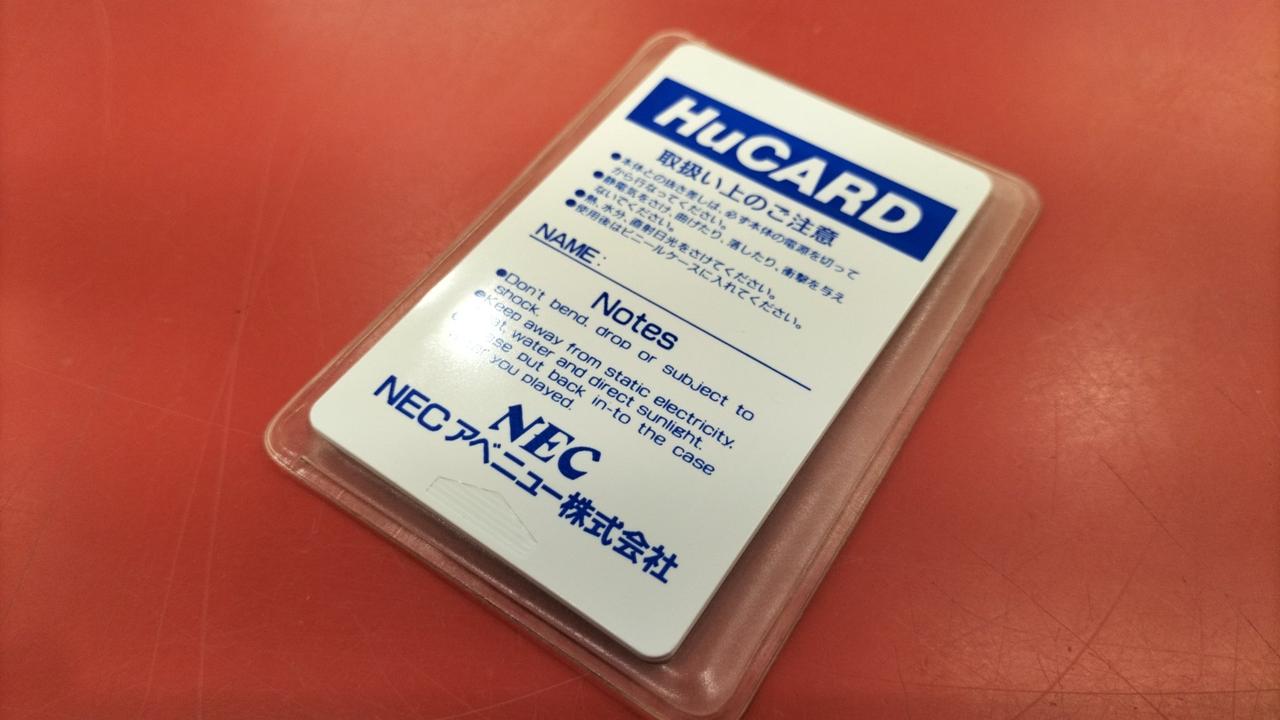 HuCARD
取扱い上のご注意
●本体との抜き差しは、必ず本体の電源を切って
から行なってください。
●静電気をさけ、曲げたり、落したり、衝撃を与え
ないでください。
●熱、水分、直射日光をさけてください。
●使用後はビニールケースに入れてください。
NAME:
Notes
●Don't bend, drop or subject to
shock.
●Keep away from static electricity,
water and direct sunlight.
put back in-to the case
you played.
NEC
NECアベニュー株式会社